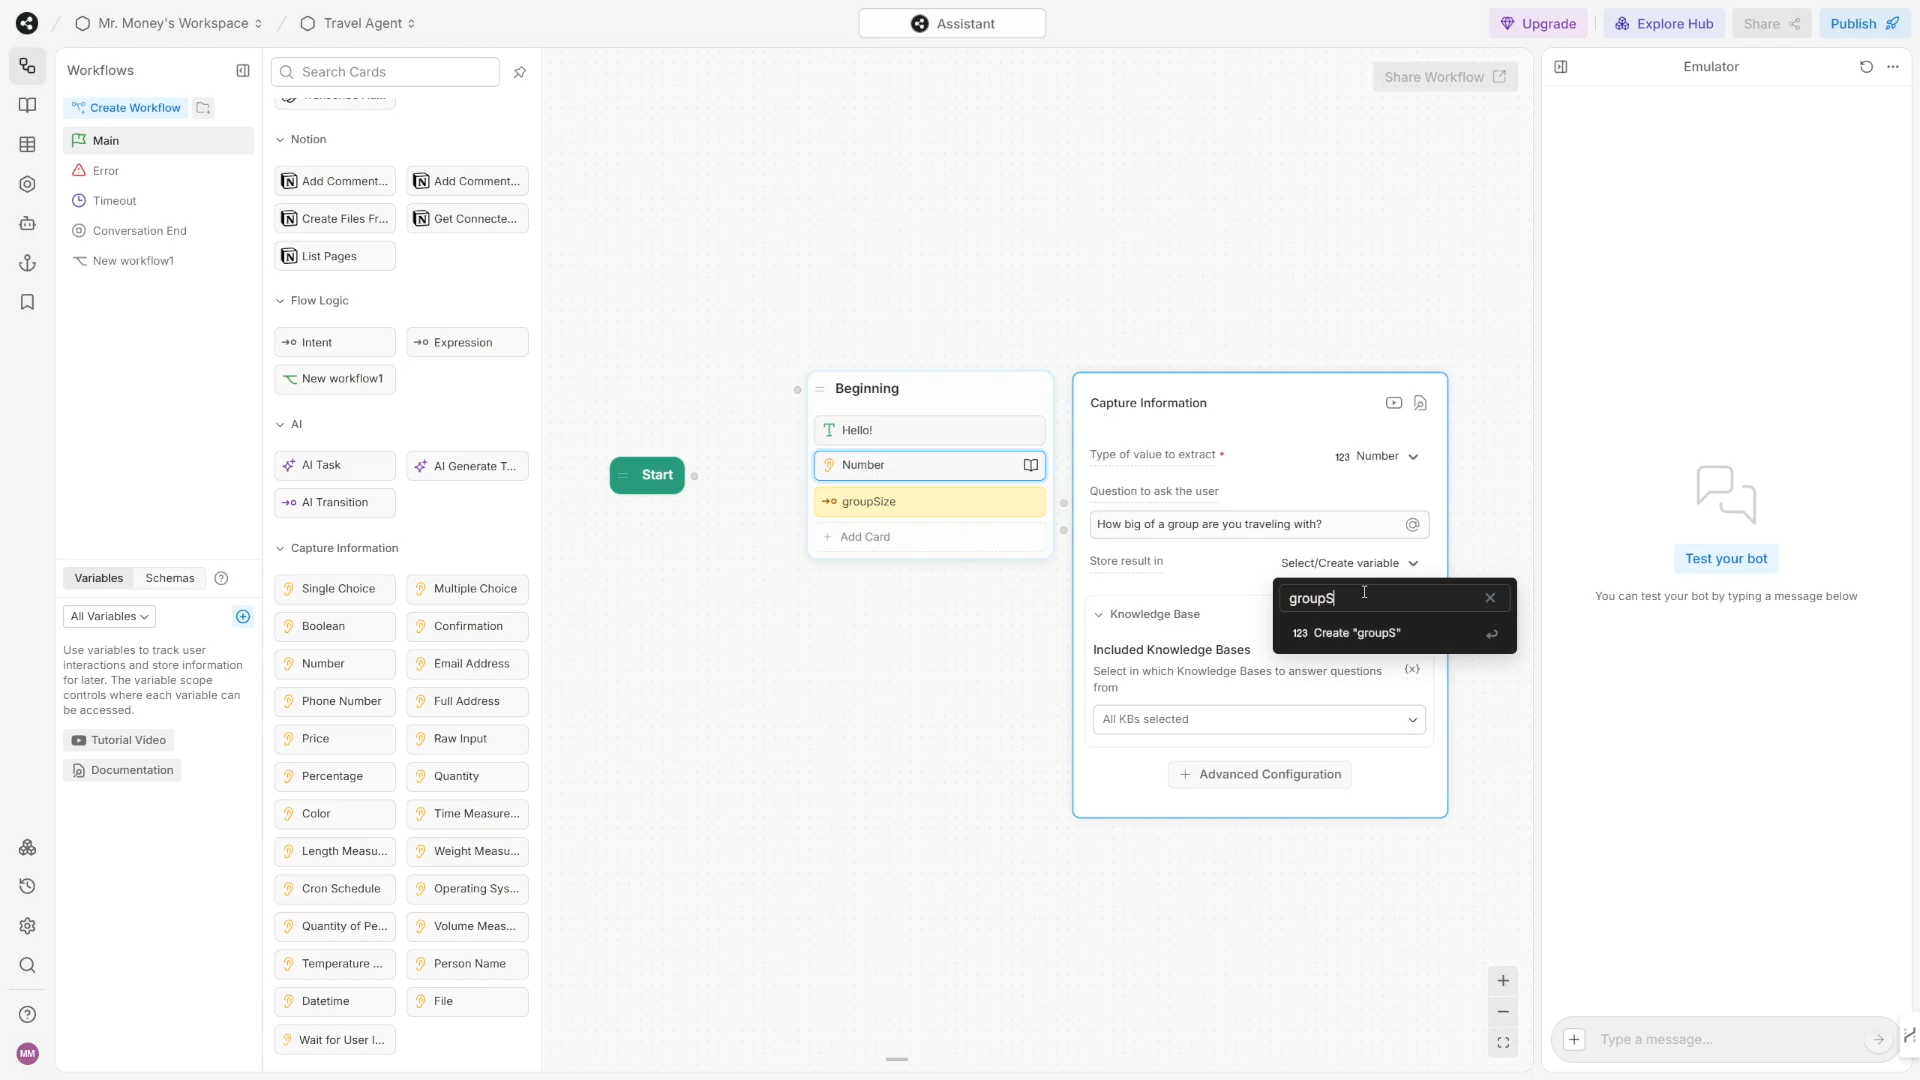 Mr. Money's Workspace
Travel Agent
Assistant
Upgrade
Explore Hub
Share
Publish
Workflows
Create Workflow
Main
Error
Timeout
Conversation End
New workflow1
Variables
Schemas
All Variables
Use variables to track user
interactions and store information
for later. The variable scope
controls where each variable can
be accessed.
Tutorial Video
Documentation
MM
Search Cards
Notion
Add Comment...
Add Comment...
Create Files Fr...
Get Connecte...
List Pages
Flow Logic
Intent
Expression
New workflow1
AI
AI Task
AI Generate T...
AI Transition
Capture Information
Single Choice
Multiple Choice
Boolean
Confirmation
Number
Email Address
Phone Number
Full Address
Price
Raw Input
Percentage
Quantity
Color
Time Measure...
Length Measu...
Weight Measu...
Cron Schedule
Operating Sys...
Quantity of Pe...
Volume Meas...
Temperature ...
Person Name
Datetime
File
Wait for User I...
Share Workflow
Start
Beginning
Hello!
Number
groupSize
Add Card
Capture Information
Type of value to extract *
123 Number
Question to ask the user
How big of a group are you traveling with?
Store result in
Select/Create variable
groupS
123 Create "groupS"
Knowledge Base
Included Knowledge Bases
Select in which Knowledge Bases to answer questions
from
{x}
All KBs selected
Advanced Configuration
Emulator
Test your bot
You can test your bot by typing a message below
Type a message...